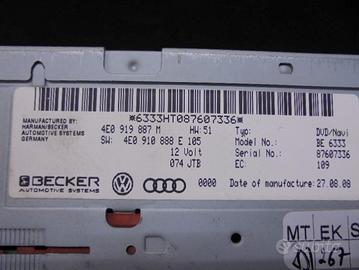 *6333HT087607336*
MANUFACTURED BY:
HARMAN/BECKER
AUTOMOTIVE SYSTEMS
GERMANY
4E0 919 887 M HW:51 Typ: DVD/Navi
SW: 4E0 910 888 E 105 Model No.: BE 6333
12 Volt Serial No.: 87607336
074 JTB EC: 109
BECKER
AUTOMOTIVE SYSTEMS
0000 Date of manufacture: 27.08.08
MT EK S
267